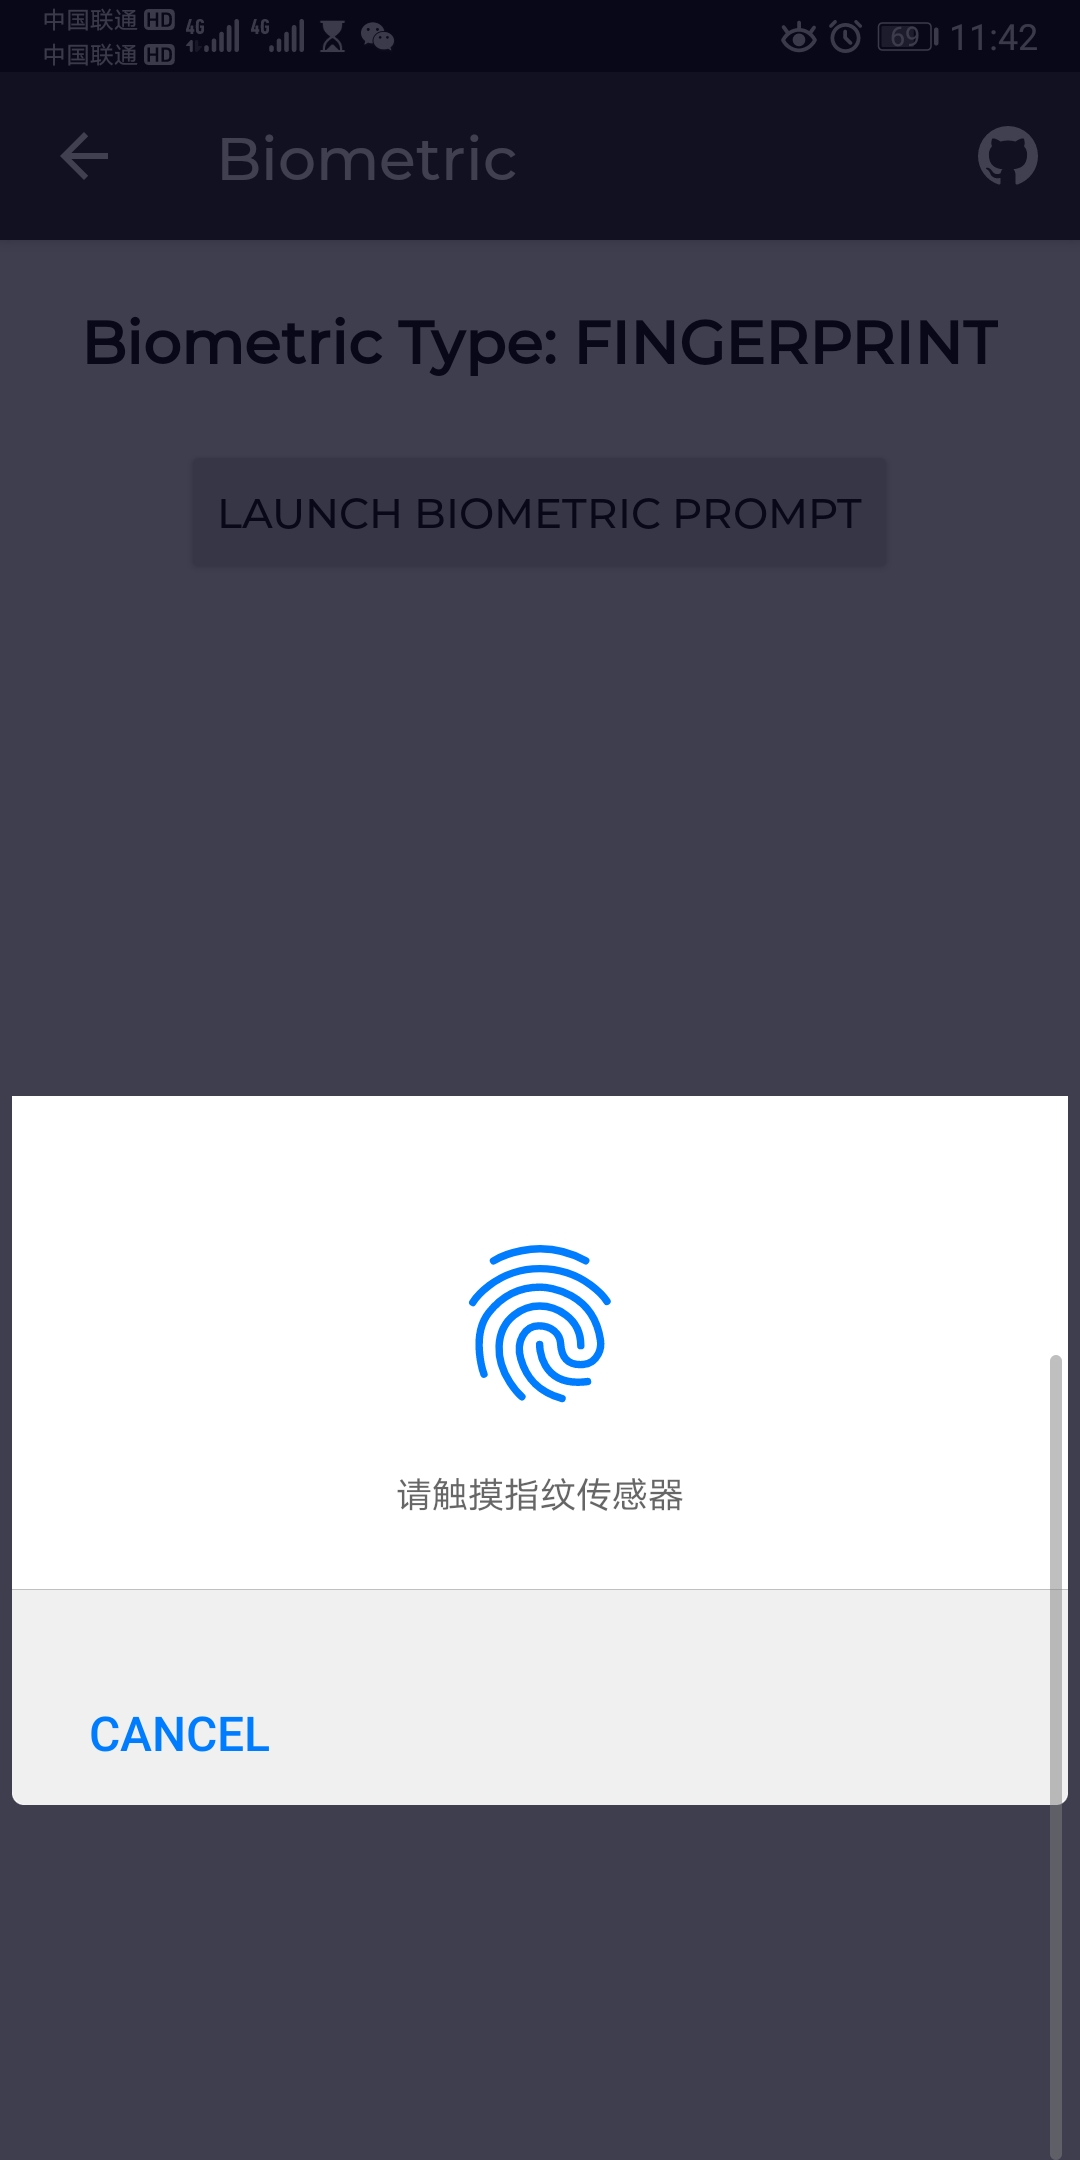 中国联通 HD
中国联通 HD
4G 4G
69 11:42
Biometric
Biometric Type: FINGERPRINT
LAUNCH BIOMETRIC PROMPT
请触摸指纹传感器
CANCEL